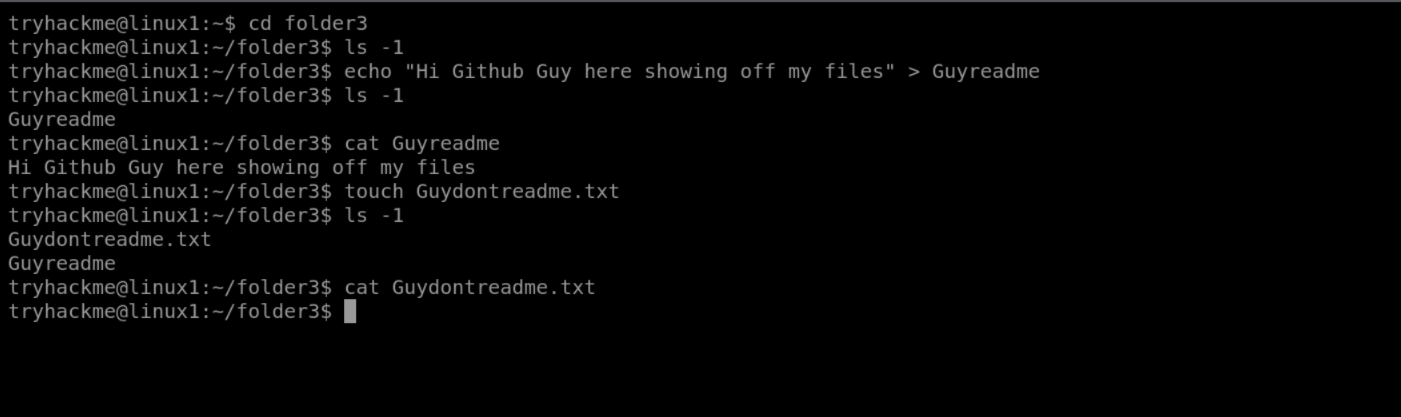 tryhackme@linux1:~$ cd folder3
tryhackme@linux1:~/folder3$ ls -1
tryhackme@linux1:~/folder3$ echo "Hi Github Guy here showing off my files" > Guyreadme
tryhackme@linux1:~/folder3$ ls -1
Guyreadme
tryhackme@linux1:~/folder3$ cat Guyreadme
Hi Github Guy here showing off my files
tryhackme@linux1:~/folder3$ touch Guydontreadme.txt
tryhackme@linux1:~/folder3$ ls -1
Guydontreadme.txt
Guyreadme
tryhackme@linux1:~/folder3$ cat Guydontreadme.txt
tryhackme@linux1:~/folder3$